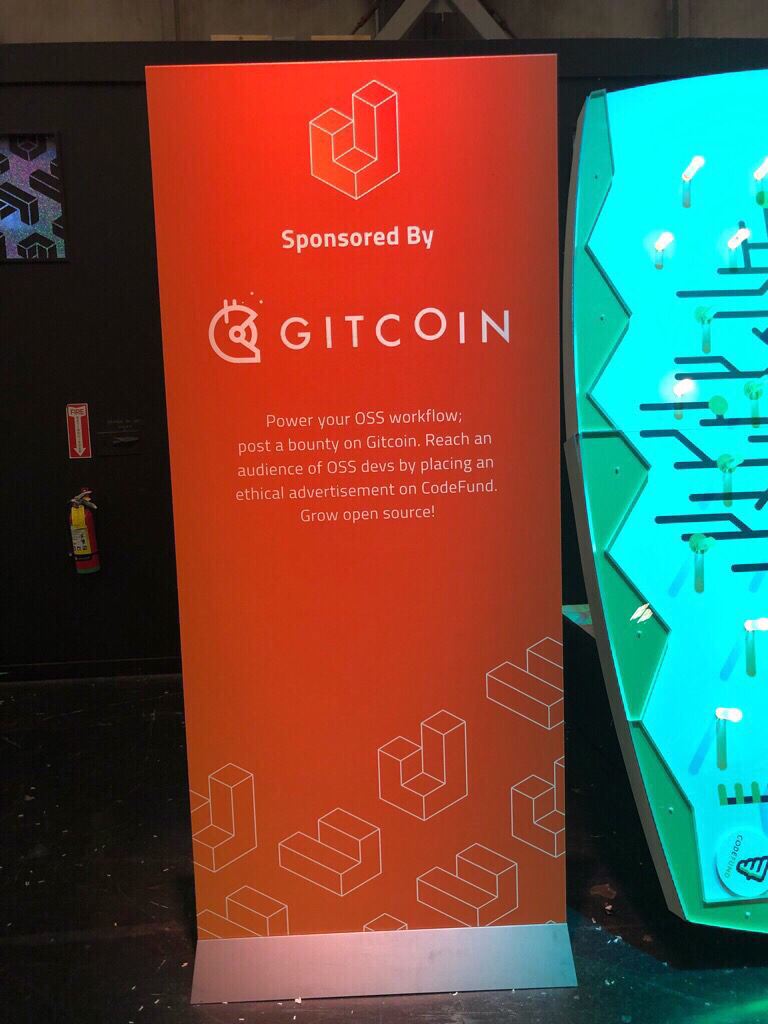 Sponsored By
GITCOIN
Power your OSS workflow;
post a bounty on Gitcoin. Reach an
audience of OSS devs by placing an
ethical advertisement on CodeFund.
Grow open source!
FIRE
CODEFUND